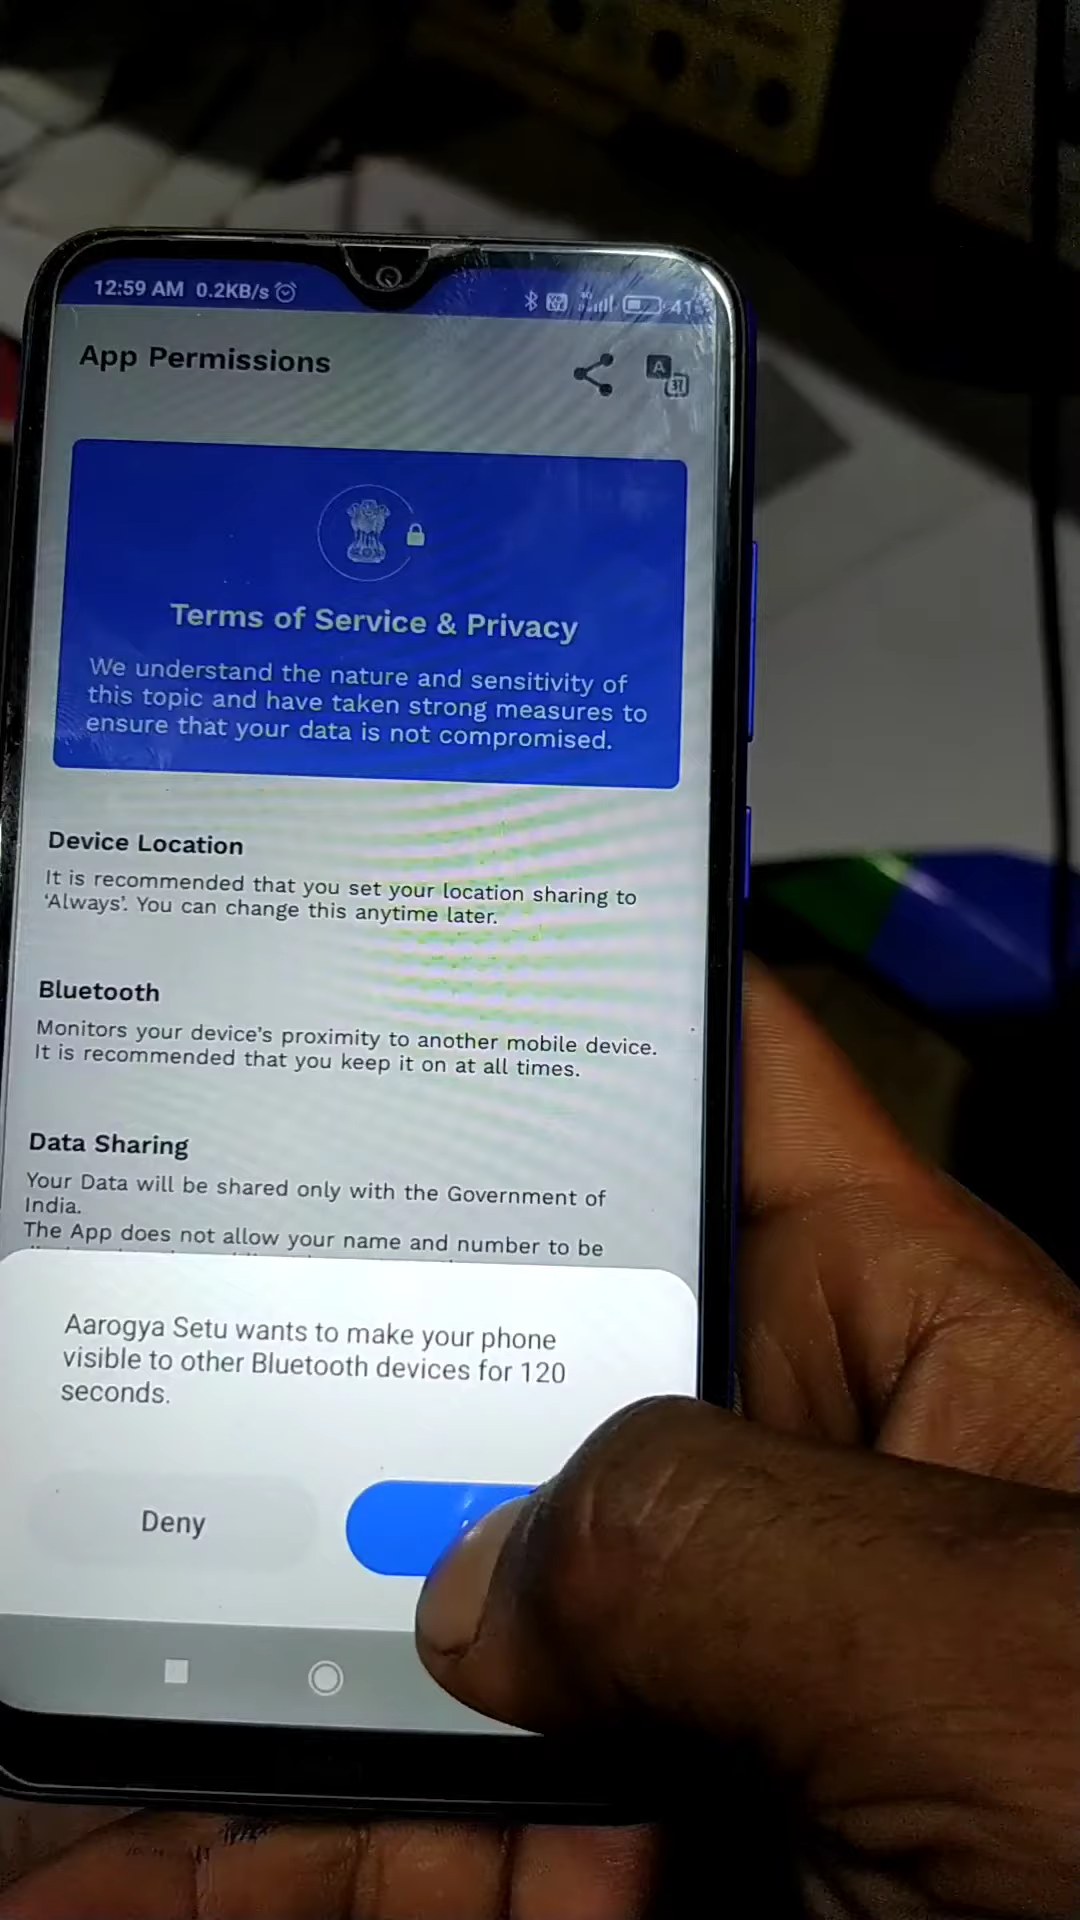 12:59 AM 0.2KB/s
41
App Permissions
A
Terms of Service & Privacy
We understand the nature and sensitivity of
this topic and have taken strong measures to
ensure that your data is not compromised.
Device Location
It is recommended that you set your location sharing to
‘Always’. You can change this anytime later.
Bluetooth
Monitors your device’s proximity to another mobile device.
It is recommended that you keep it on at all times.
Data Sharing
Your Data will be shared only with the Government of
India.
The App does not allow your name and number to be
Aarogya Setu wants to make your phone
visible to other Bluetooth devices for 120
seconds.
Deny